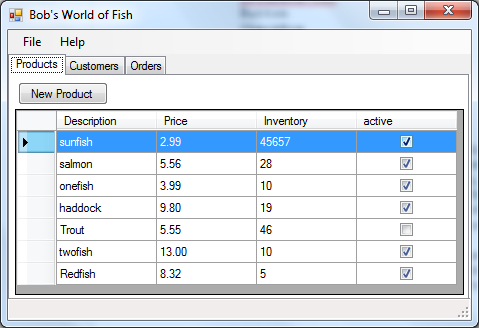 Bob's World of Fish
File Help
Products Customers Orders
New Product
Description Price Inventory active
sunfish 2.99 45657
salmon 5.56 28
onefish 3.99 10
haddock 9.80 19
Trout 5.55 46
twofish 13.00 10
Redfish 8.32 5